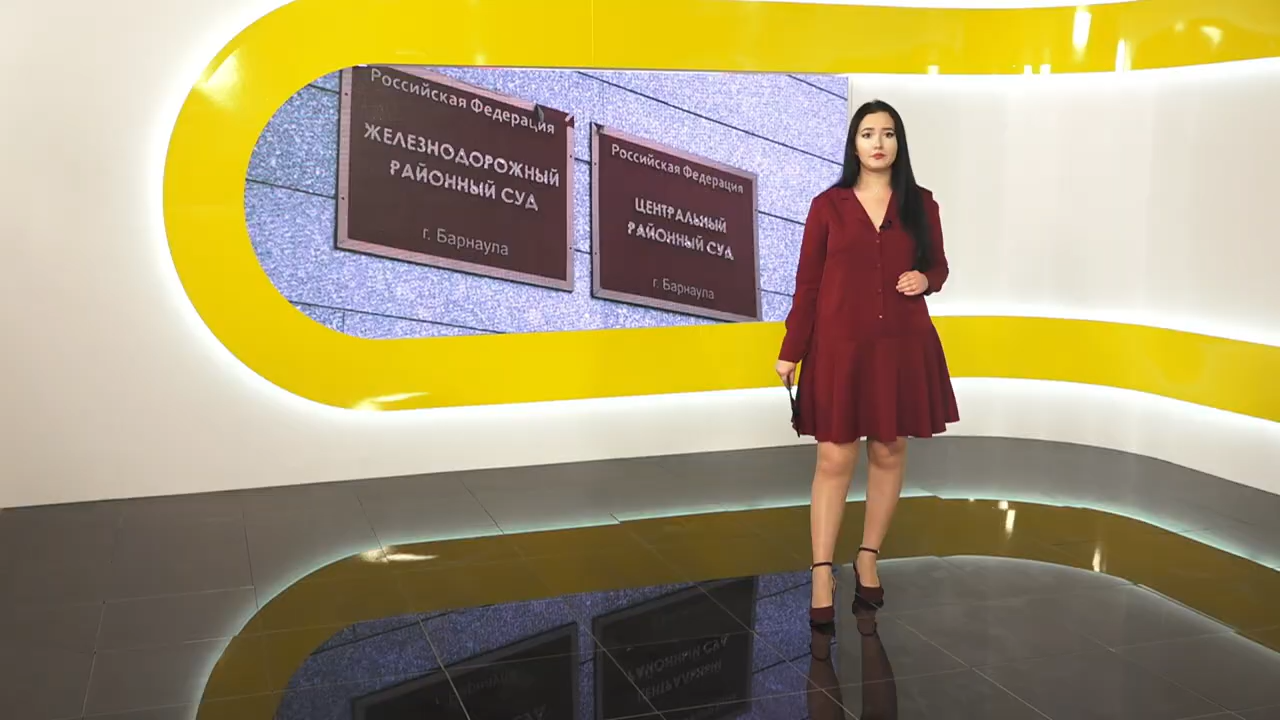 Российская Федерация
ЖЕЛЕЗНОДОРОЖНЫЙ
РАЙОННЫЙ СУД
г. Барнаула
Российская Федерация
ЦЕНТРАЛЬНЫЙ
РАЙОННЫЙ СУД
г. Барнаула